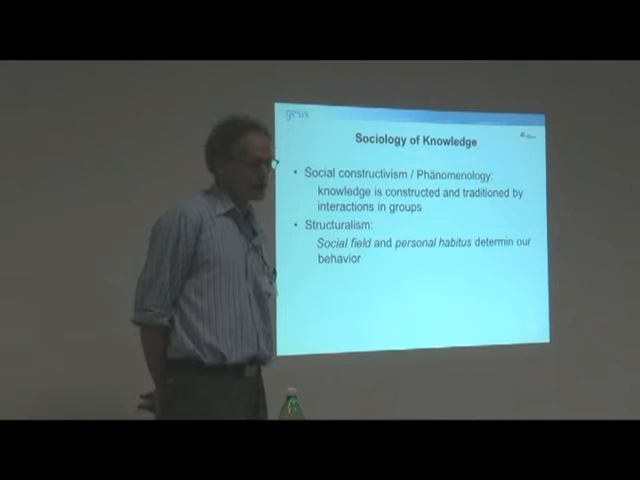 gesis
Sociology of Knowledge
• Social constructivism / Phänomenology:
knowledge is constructed and traditioned by
interactions in groups
• Structuralism:
Social field and personal habitus determin our
behavior